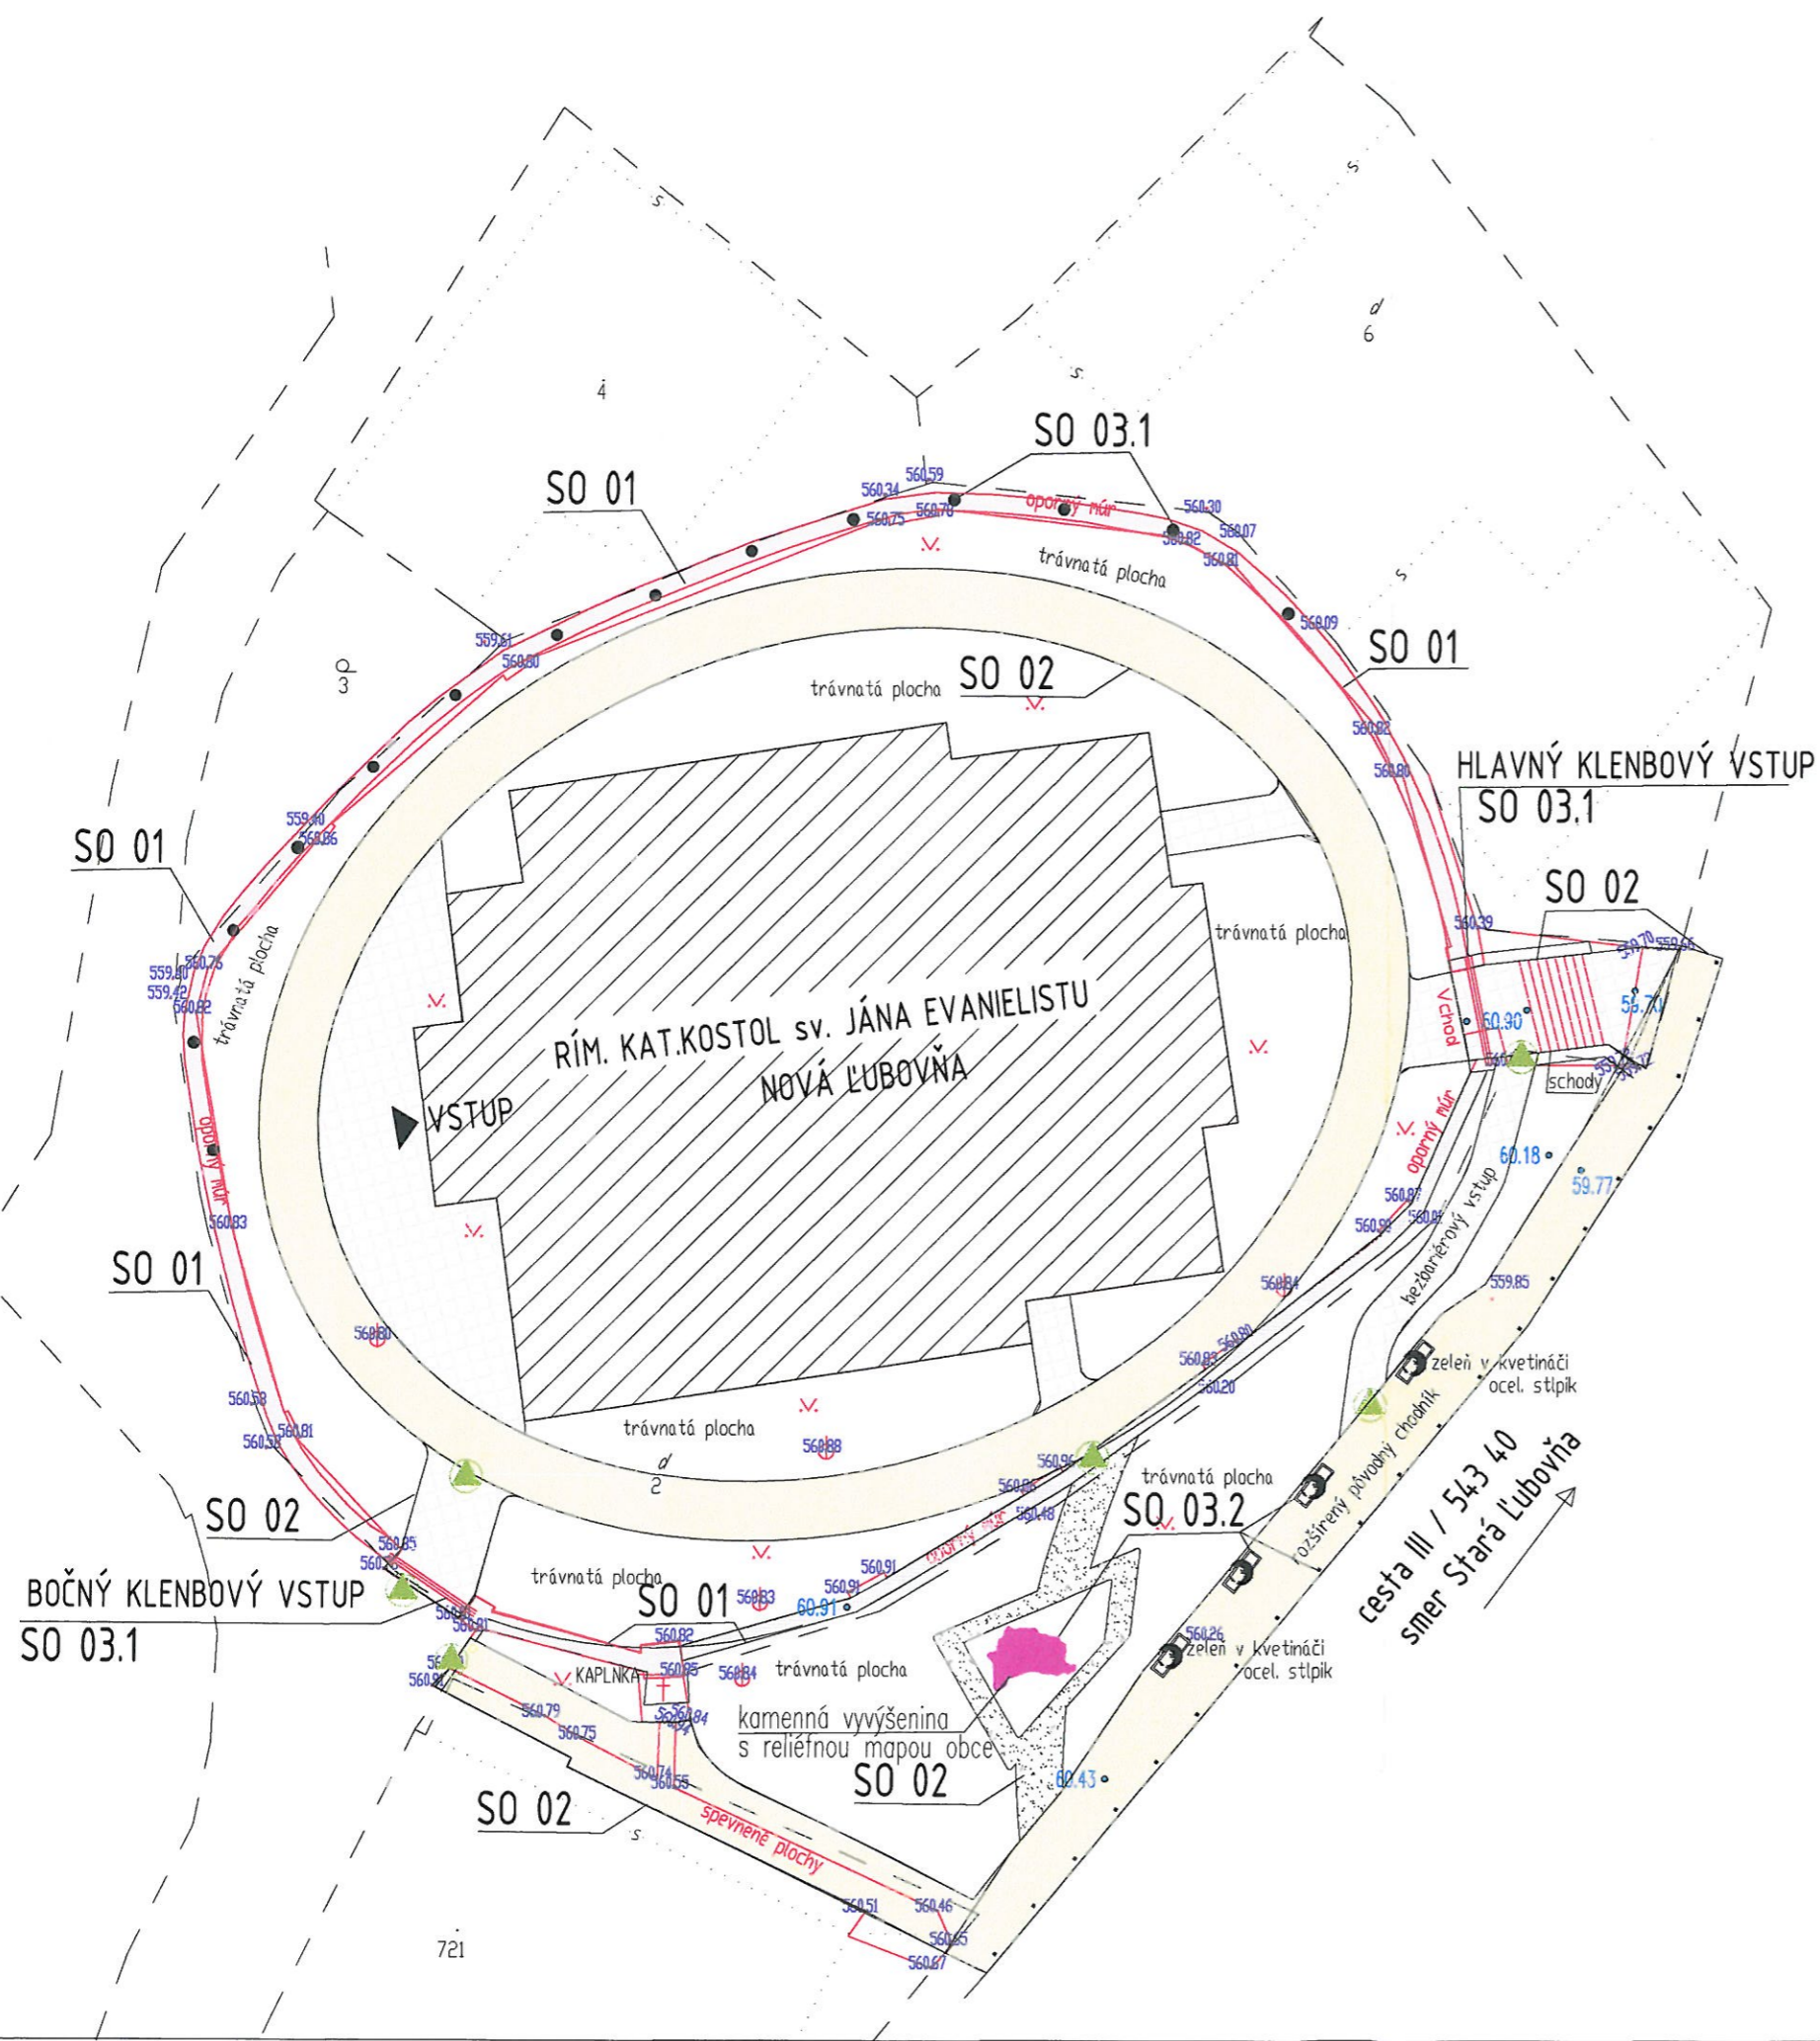 s
s
d
6
s
4
SO 03.1
SO 01
560.59
560.34
oporný múr
560.30
560.75
560.78
560.07
560.82
560.81
trávnatá plocha
s
559.61
560.80
560.09
SO 01
3
SO 02
trávnatá plocha
560.82
560.80
HLAVNÝ KLENBOVÝ VSTUP
SO 03.1
559.40
560.86
SO 01
SO 02
560.39
trávnatá plocha
559.70
559.66
560.76
559.42
560.82
trávnatá plocha
RÍM. KAT.KOSTOL sv. JÁNA EVANIELISTU
NOVÁ ĽUBOVŇA
Vchod
60.90
schody
VSTUP
oporný múr
oporný múr
60.18
59.77
560.83
560.87
bezbariérový vstup
SO 01
560.84
559.85
560.80
560.80
560.83
560.20
zeleň v kvetináči
ocel. stlpik
560.58
560.81
trávnatá plocha
560.88
d
2
560.96
560.86
560.48
trávnatá plocha
rozšírený pôvodný chodník
cesta III / 543 40
smer Stará Ľubovňa
SO 02
SO 03.2
560.85
oporný múr
BOČNÝ KLENBOVÝ VSTUP
SO 03.1
trávnatá plocha
SO 01
560.91
560.91
560.83
60.91
560.81
560.82
560.26
zeleň v kvetináči
ocel. stlpik
KAPLNKA
560.85
560.84
trávnatá plocha
560.91
560.79
560.75
kamenná vyvýšenina
s reliéfnou mapou obce
SO 02
60.43
560.74
560.55
SO 02
s
spevnené plochy
560.51
560.46
560.67
721